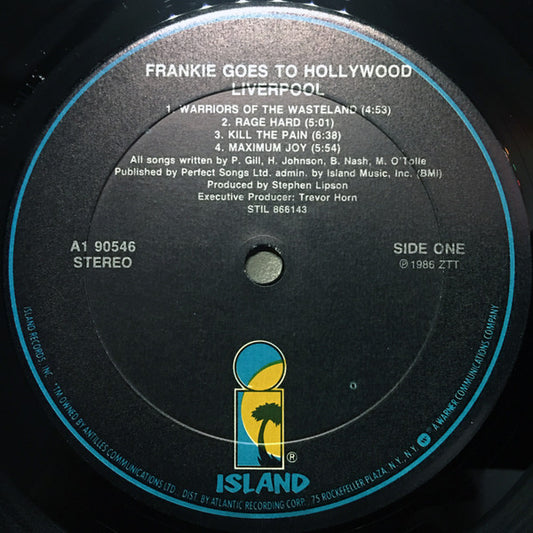 FRANKIE GOES TO HOLLYWOOD
LIVERPOOL
1. WARRIORS OF THE WASTELAND (4:53)
2. RAGE HARD (5:01)
3. KILL THE PAIN (6:38)
4. MAXIMUM JOY (5:54)
All songs written by P. Gill, H. Johnson, B. Nash, M. O'Tolle
Published by Perfect Songs Ltd. admin. by Island Music, Inc. (BMI)
Produced by Stephen Lipson
Executive Producer: Trevor Horn
STIL 866143
A1 90546
STEREO
SIDE ONE
℗ 1986 ZTT
®
ISLAND
ISLAND RECORDS, INC. *TM OWNED BY ANTILLES COMMUNICATIONS LTD., DIST. BY ATLANTIC RECORDING CORP., 75 ROCKEFELLER PLAZA, N.Y., N.Y. A WARNER COMMUNICATIONS COMPANY